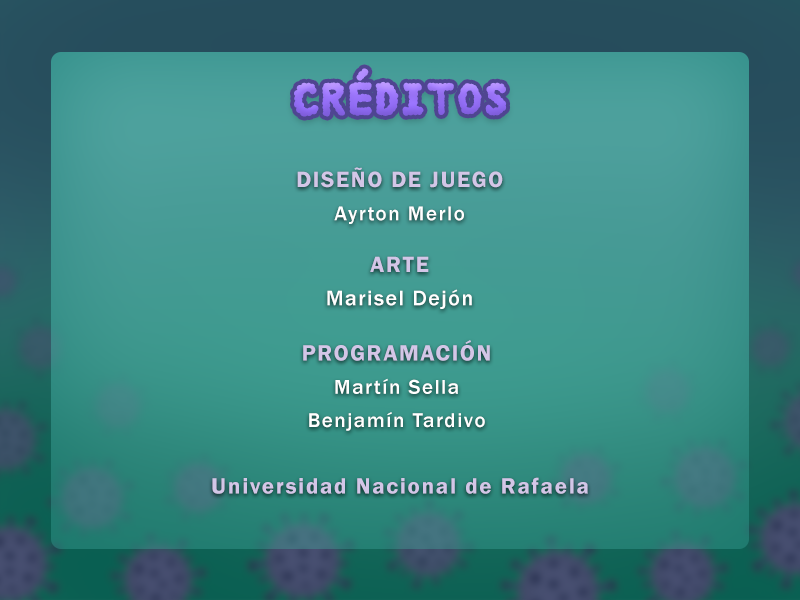 CRÉDITOS
DISEÑO DE JUEGO
Ayrton Merlo
ARTE
Marisel Dejón
PROGRAMACIÓN
Martín Sella
Benjamín Tardivo
Universidad Nacional de Rafaela